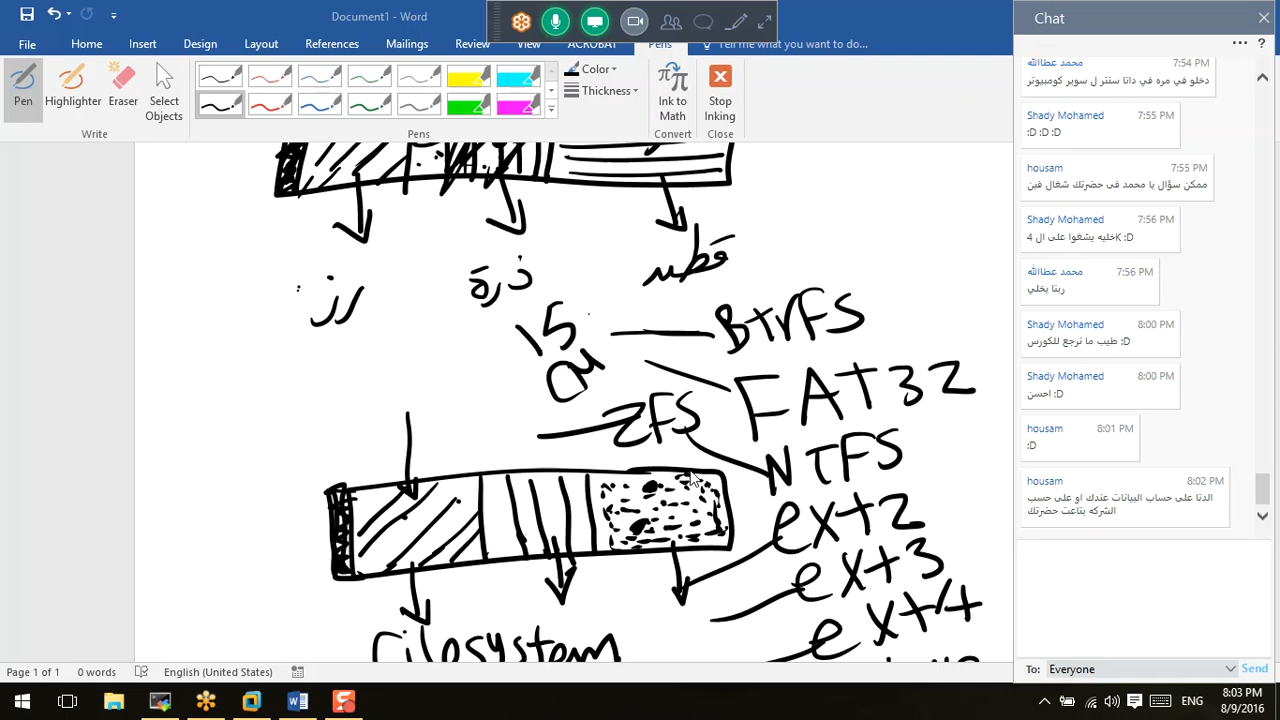 Document1 - Word
File
Home
Insert
Design
Layout
References
Mailings
Review
View
ACROBAT
Pens
Tell me what you want to do...
Pen
Highlighter
Eraser
Select
Objects
Color
Thickness
Ink to
Math
Stop
Inking
Write
Pens
Convert
Close
قطن
ذرة
رز
15
BtrFS
FAT32
ZFS
NTFS
ext2
ext3
ext4
Filesystem
Chat
محمد عطاالله 7:54 PM
دخلو في مره في داتا سنتر ل سوبر كومبيوتر
Shady Mohamed 7:55 PM
:D :D :D
housam 7:55 PM
ممكن سؤال يا محمد فى حضرتك شغال فين
Shady Mohamed 7:56 PM
خليه يشغوا على ال 4K :D
محمد عطاالله 7:56 PM
ربنا يخلي
Shady Mohamed 8:00 PM
طيب ما ترجع للكورس :D
Shady Mohamed 8:00 PM
احسن :D
housam 8:01 PM
:D
housam 8:02 PM
الدتا على حساب البيانات عندك او على حسب
الشركه بتاعت حضرتك
To: Everyone Send
Page 1 of 1 0 words English (United States)
ENG
8:03 PM
8/9/2016